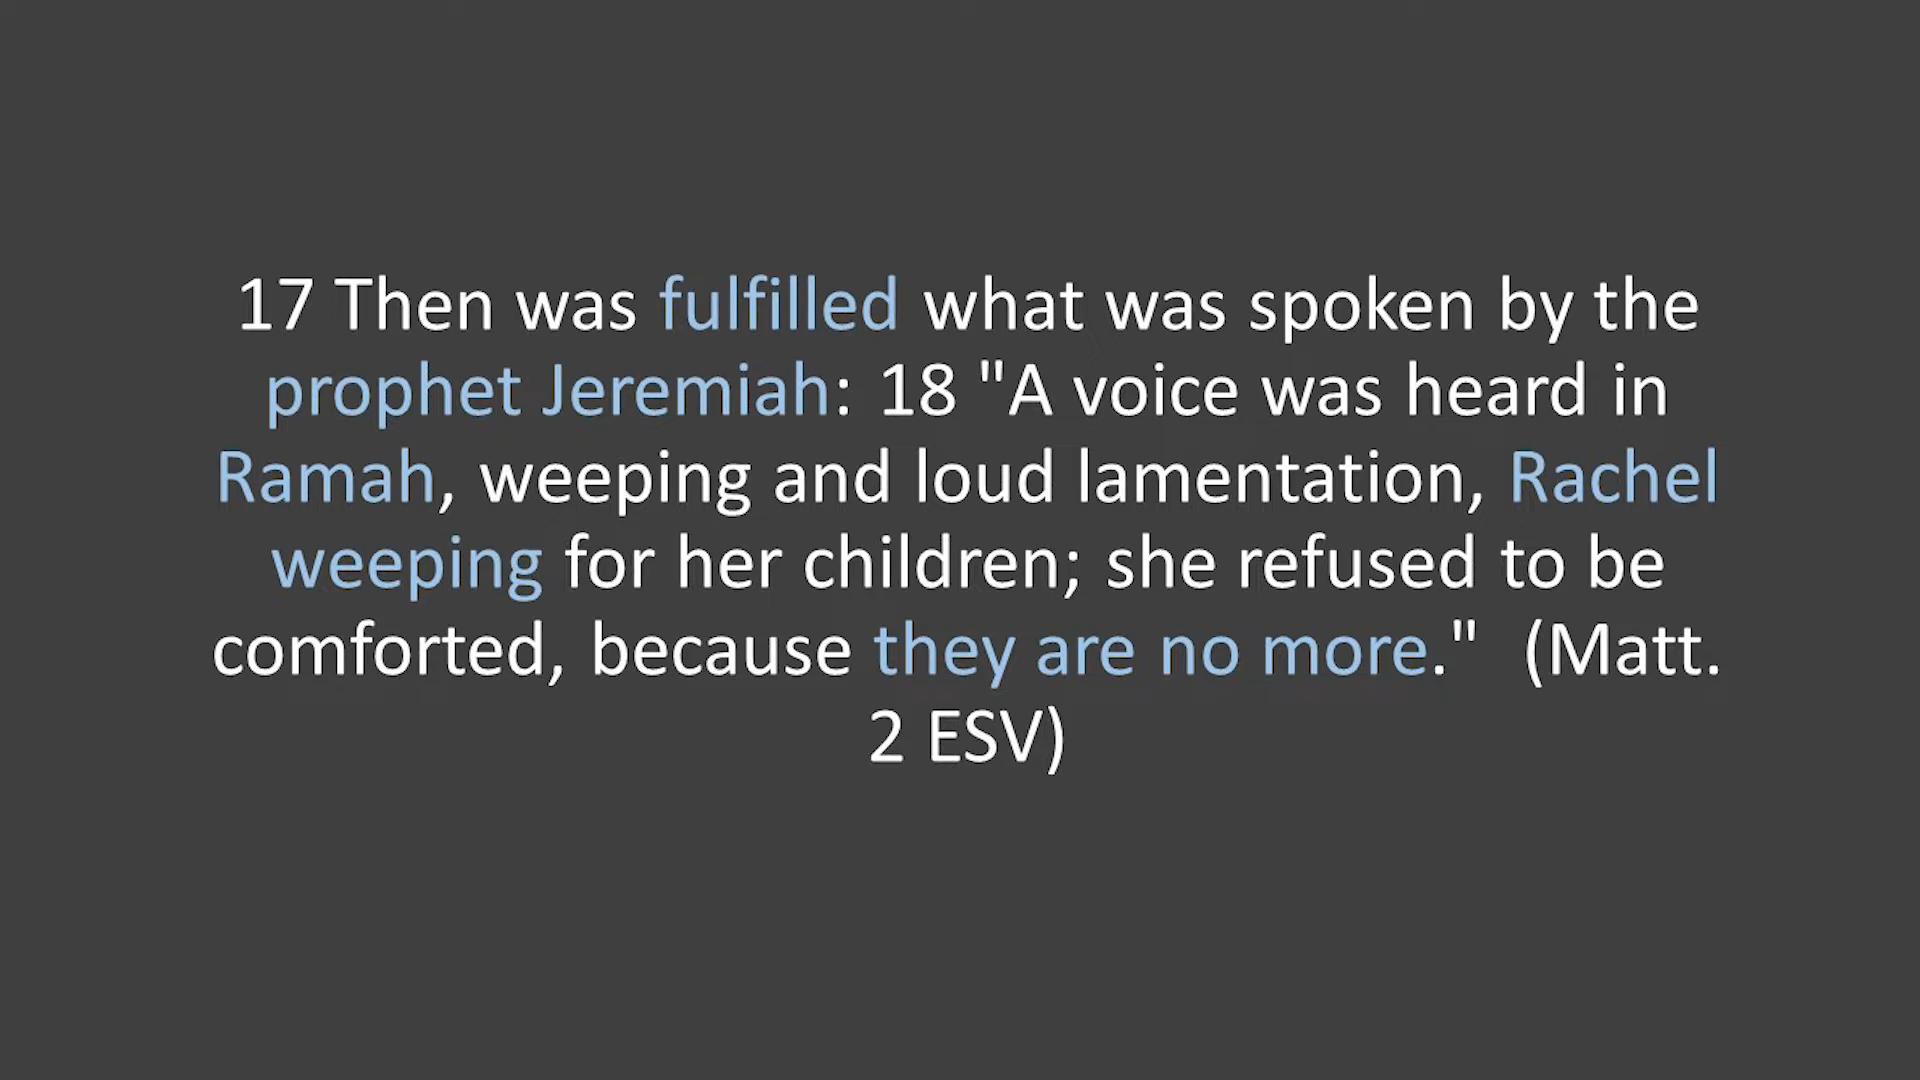 17 Then was fulfilled what was spoken by the
prophet Jeremiah: 18 "A voice was heard in
Ramah, weeping and loud lamentation, Rachel
weeping for her children; she refused to be
comforted, because they are no more."  (Matt.
2 ESV)